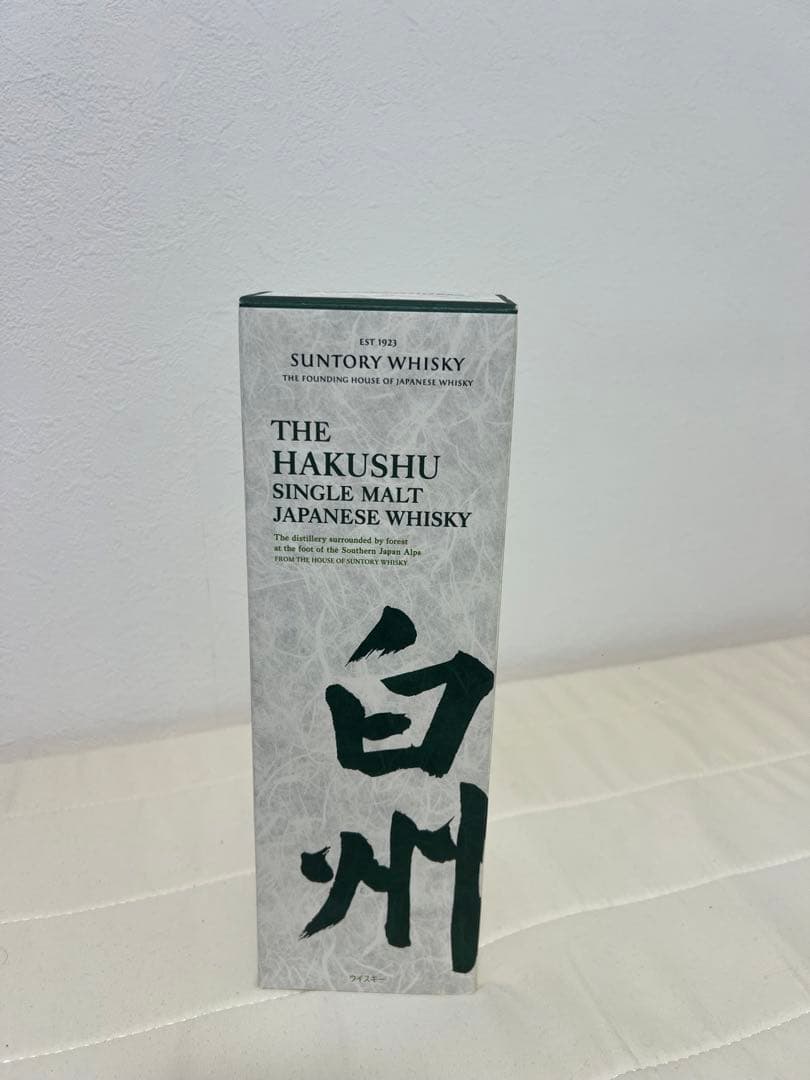 EST 1923
SUNTORY WHISKY
THE FOUNDING HOUSE OF JAPANESE WHISKY
THE
HAKUSHU
SINGLE MALT
JAPANESE WHISKY
The distillery surrounded by forest
at the foot of the Southern Japan Alps
FROM THE HOUSE OF SUNTORY WHISKY
白州
ウイスキー